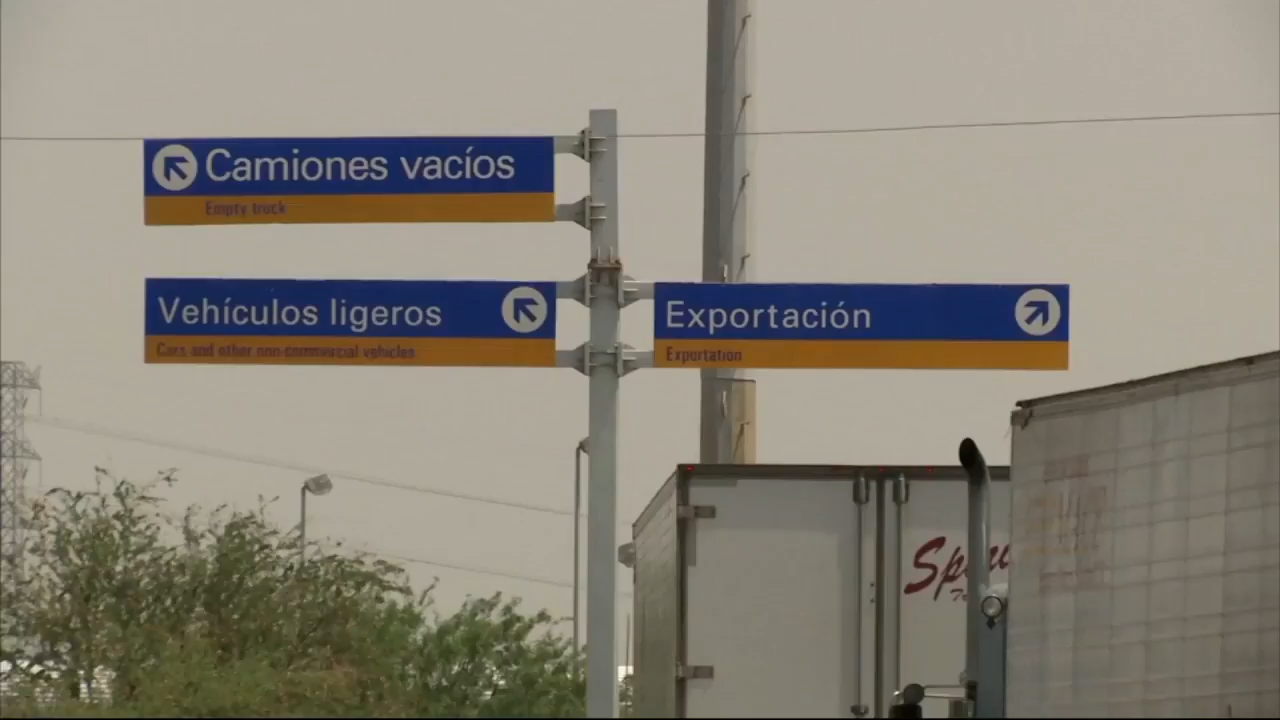 Camiones vacíos
Empty truck
Vehículos ligeros
Cars and other non-commercial vehicles
Exportación
Exportation